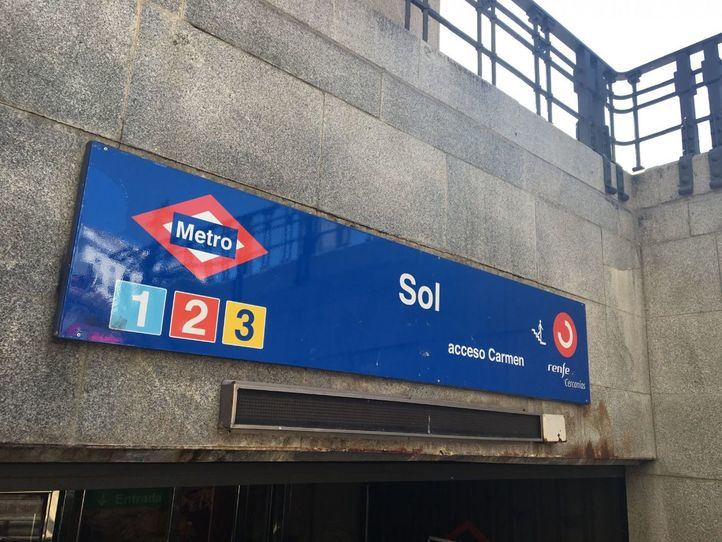 Metro
1 2 3
Sol
acceso Carmen
renfe
Cercanías
Entrada